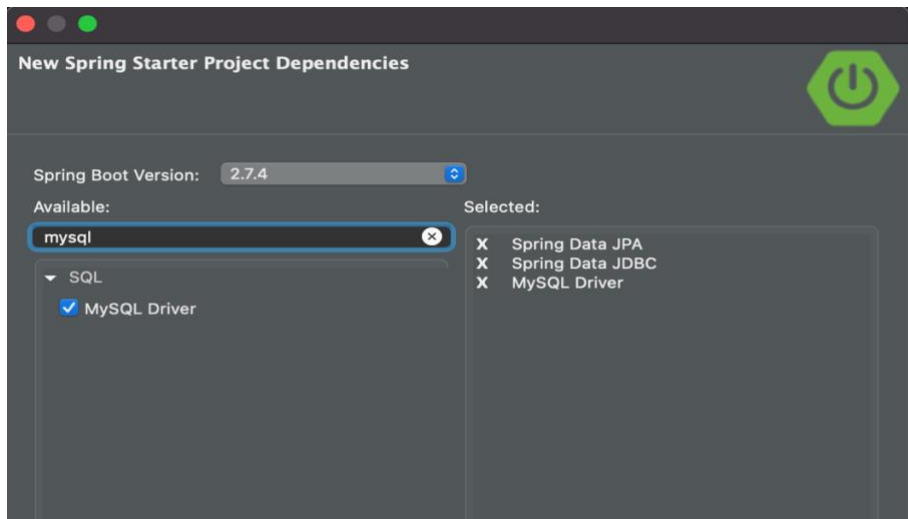 New Spring Starter Project Dependencies
Spring Boot Version: 2.7.4
Available:
mysql
SQL
MySQL Driver
Selected:
X Spring Data JPA
X Spring Data JDBC
X MySQL Driver